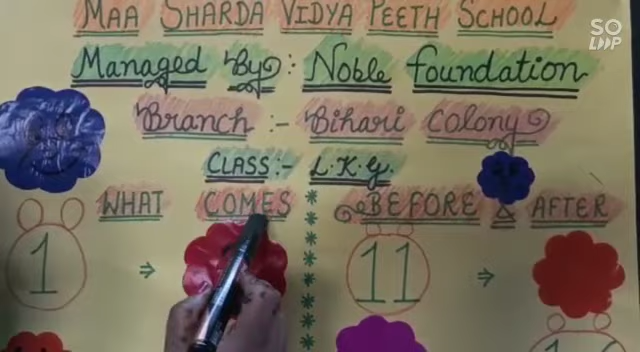 MAA SHARDA VIDYA PEETH SCHOOL
SO
LOOP
Managed By: Noble foundation
Branch :- Bihari Colony
CLASS:- L.K.G.
WHAT COMES BEFORE & AFTER
1 → 11 →